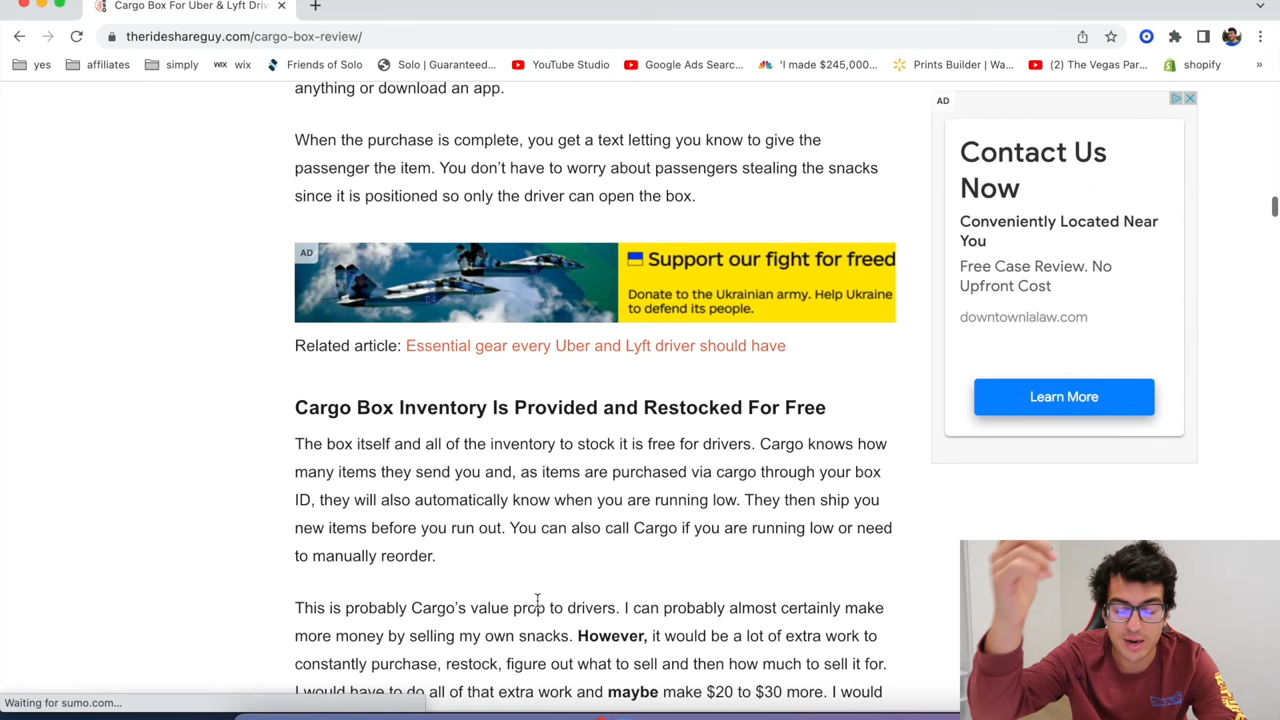 Cargo Box For Uber & Lyft Driv
theridesharguy.com/cargo-box-review/
yes
affiliates
simply
wix
Friends of Solo
Solo | Guaranteed...
YouTube Studio
Google Ads Searc...
'I made $245,000...
Prints Builder | Wa...
(2) The Vegas Par...
shopify
»
anything or download an app.
When the purchase is complete, you get a text letting you know to give the
passenger the item. You don't have to worry about passengers stealing the snacks
since it is positioned so only the driver can open the box.
AD
Support our fight for freed
Donate to the Ukrainian army. Help Ukraine
to defend its people.
Related article: Essential gear every Uber and Lyft driver should have
Cargo Box Inventory Is Provided and Restocked For Free
The box itself and all of the inventory to stock it is free for drivers. Cargo knows how
many items they send you and, as items are purchased via cargo through your box
ID, they will also automatically know when you are running low. They then ship you
new items before you run out. You can also call Cargo if you are running low or need
to manually reorder.
This is probably Cargo's value prop to drivers. I can probably almost certainly make
more money by selling my own snacks. However, it would be a lot of extra work to
constantly purchase, restock, figure out what to sell and then how much to sell it for.
I would have to do all of that extra work and maybe make $20 to $30 more. I would
AD
Contact Us
Now
Conveniently Located Near
You
Free Case Review. No
Upfront Cost
downtownlalaw.com
Learn More
Waiting for sumo.com...